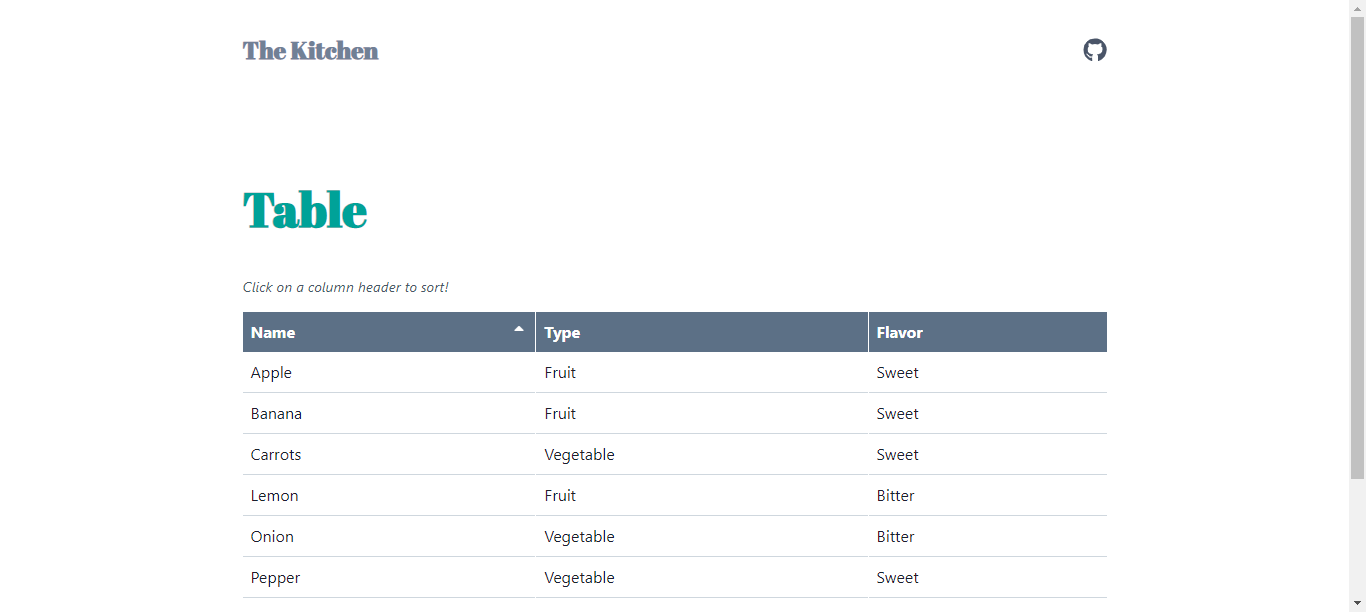 The Kitchen
Table
Click on a column header to sort!
Name Type Flavor
Apple Fruit Sweet
Banana Fruit Sweet
Carrots Vegetable Sweet
Lemon Fruit Bitter
Onion Vegetable Bitter
Pepper Vegetable Sweet